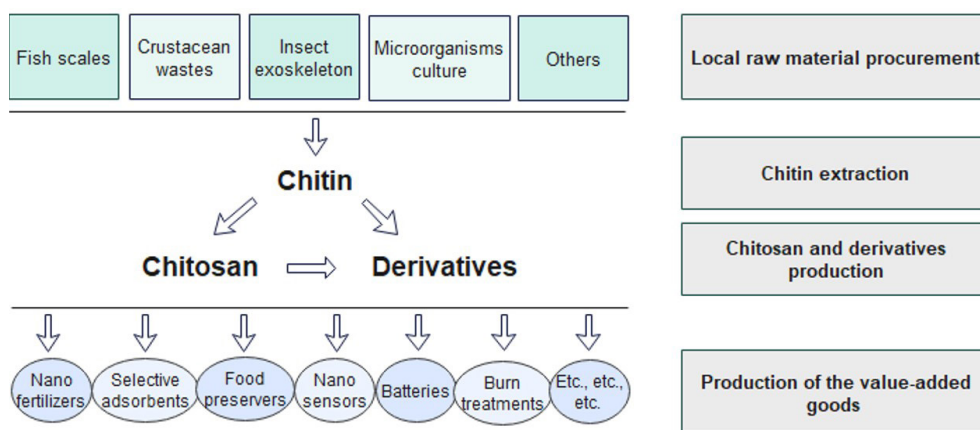 Fish scales
Crustacean
wastes
Insect
exoskeleton
Microorganisms
culture
Others
Local raw material procurement
Chitin
Chitin extraction
Chitosan
Derivatives
Chitosan and derivatives
production
Nano
fertilizers
Selective
adsorbents
Food
preservers
Nano
sensors
Batteries
Burn
treatments
Etc., etc.,
etc.
Production of the value-added
goods